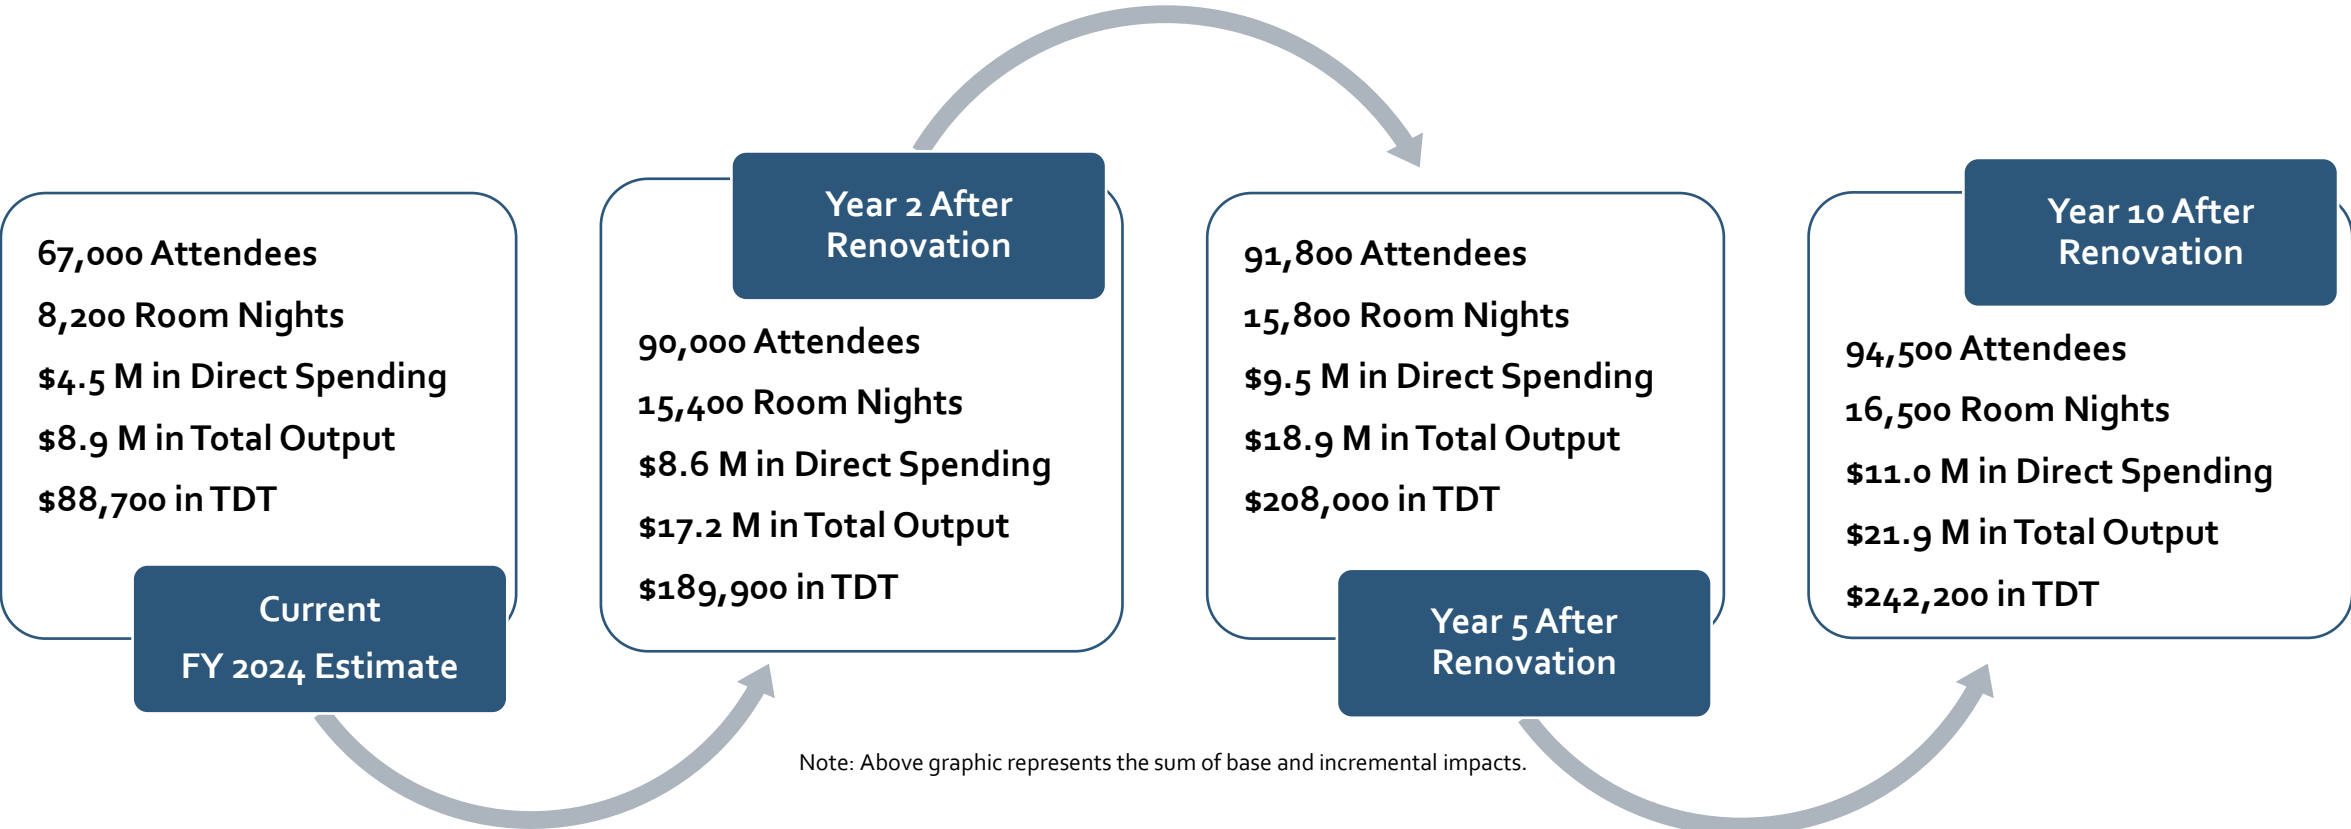 67,000 Attendees
8,200 Room Nights
$4.5 M in Direct Spending
$8.9 M in Total Output
$88,700 in TDT
Current
FY 2024 Estimate
Year 2 After
Renovation
90,000 Attendees
15,400 Room Nights
$8.6 M in Direct Spending
$17.2 M in Total Output
$189,900 in TDT
91,800 Attendees
15,800 Room Nights
$9.5 M in Direct Spending
$18.9 M in Total Output
$208,000 in TDT
Year 5 After
Renovation
Year 10 After
Renovation
94,500 Attendees
16,500 Room Nights
$11.0 M in Direct Spending
$21.9 M in Total Output
$242,200 in TDT
Note: Above graphic represents the sum of base and incremental impacts.